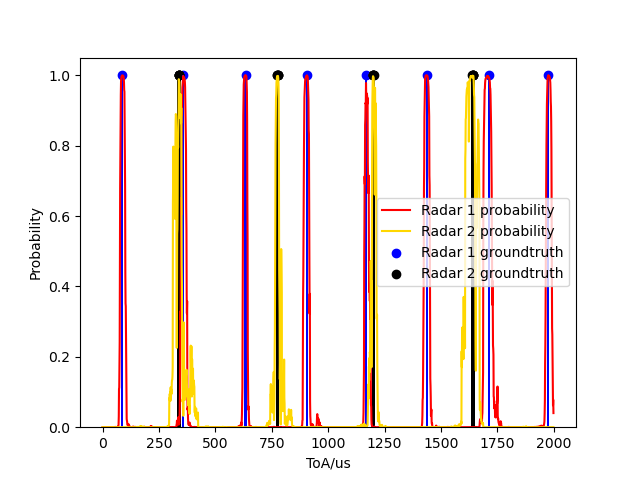 1.0
0.8
0.6
0.4
0.2
0.0
Probability
Radar 1 probability
Radar 2 probability
Radar 1 groundtruth
Radar 2 groundtruth
0 250 500 750 1000 1250 1500 1750 2000
ToA/us